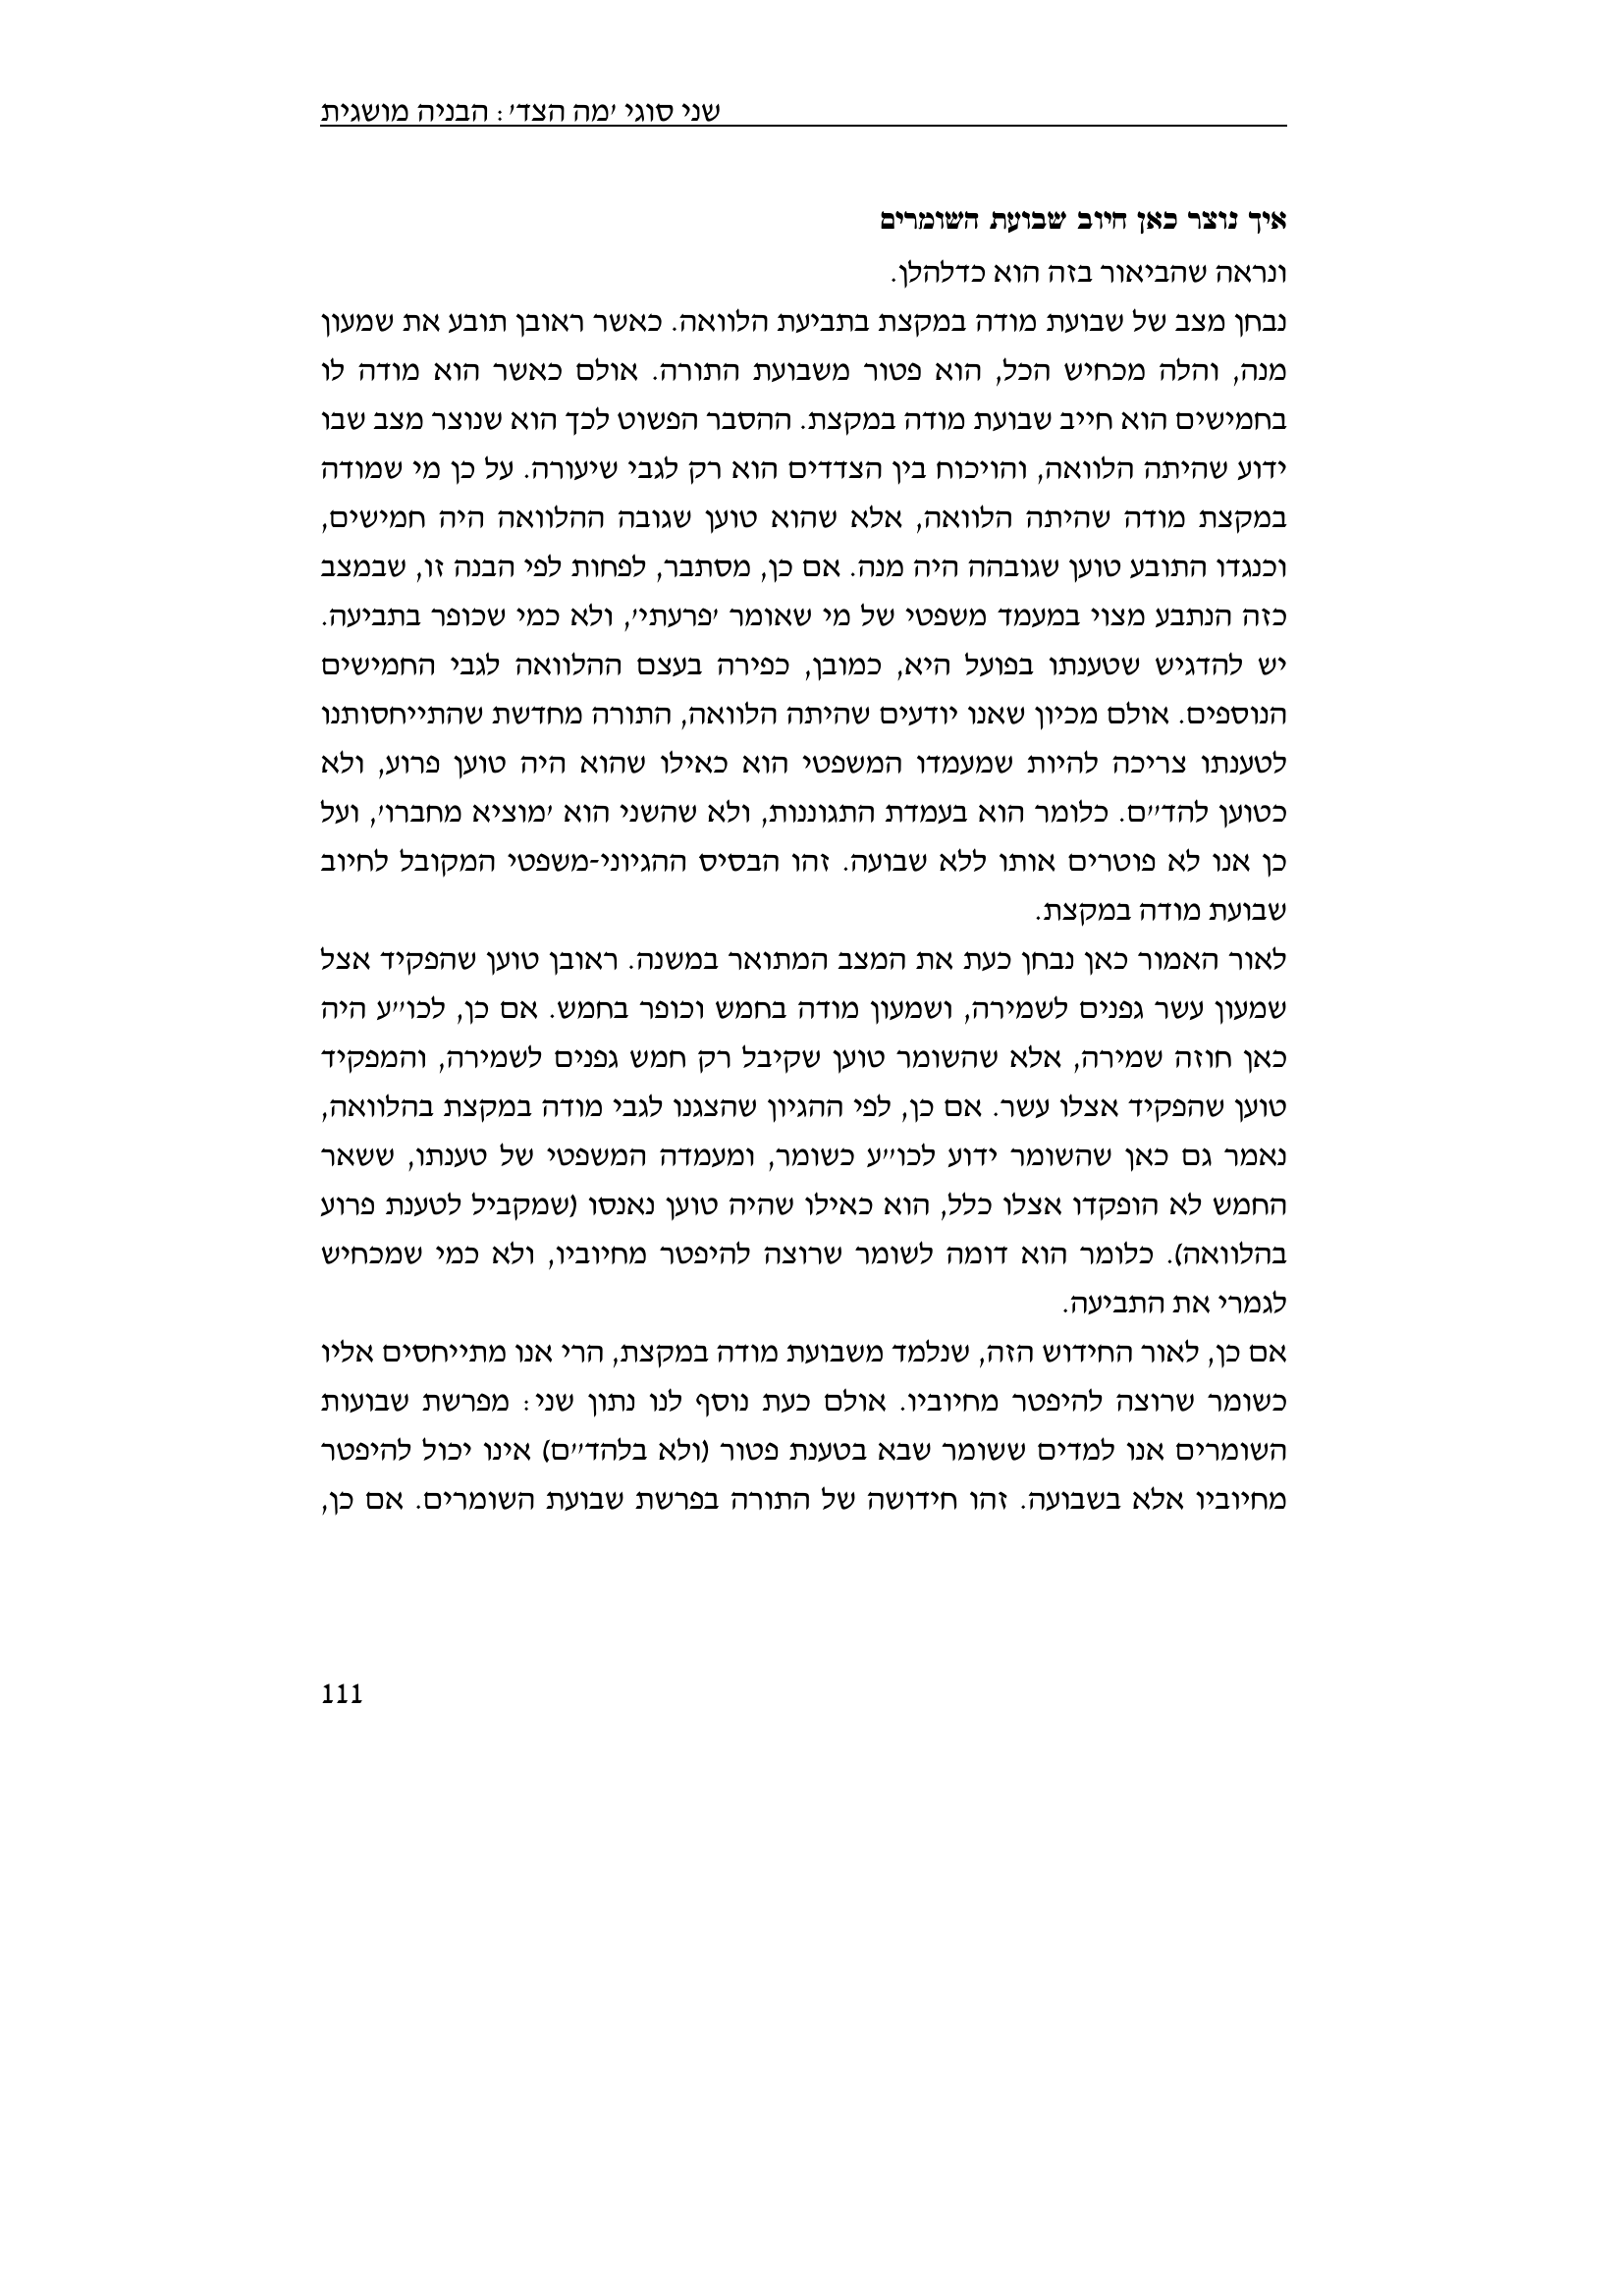 שני סוגי 'מה הצד': הבניה מושגית
איך נוצר כאן חיוב שבועת השומרים
ונראה שהביאור בזה הוא כדלהלן.
נבחן מצב של שבועת מודה במקצת בתביעת הלוואה. כאשר ראובן תובע את שמעון
מנה, והלה מכחיש הכל, הוא פטור משבועת התורה. אולם כאשר הוא מודה לו
בחמישים הוא חייב שבועת מודה במקצת. ההסבר הפשוט לכך הוא שנוצר מצב שבו
ידוע שהיתה הלוואה, והויכוח בין הצדדים הוא רק לגבי שיעורה. על כן מי שמודה
במקצת מודה שהיתה הלוואה, אלא שהוא טוען שגובה ההלוואה היה חמישים,
וכנגדו התובע טוען שגובהה היה מנה. אם כן, מסתבר, לפחות לפי הבנה זו, שבמצב
כזה הנתבע מצוי במעמד משפטי של מי שאומר 'פרעתי', ולא כמי שכופר בתביעה.
יש להדגיש שטענתו בפועל היא, כמובן, כפירה בעצם ההלוואה לגבי החמישים
הנוספים. אולם מכיון שאנו יודעים שהיתה הלוואה, התורה מחדשת שהתייחסותנו
לטענתו צריכה להיות שמעמדו המשפטי הוא כאילו שהוא היה טוען פרוע, ולא
כטוען להד"ם. כלומר הוא בעמדת התגוננות, ולא שהשני הוא 'מוציא מחברו', ועל
כן אנו לא פוטרים אותו ללא שבועה. זהו הבסיס ההגיוני-משפטי המקובל לחיוב
שבועת מודה במקצת.
לאור האמור כאן נבחן כעת את המצב המתואר במשנה. ראובן טוען שהפקיד אצל
שמעון עשר גפנים לשמירה, ושמעון מודה בחמש וכופר בחמש. אם כן, לכו"ע היה
כאן חוזה שמירה, אלא שהשומר טוען שקיבל רק חמש גפנים לשמירה, והמפקיד
טוען שהפקיד אצלו עשר. אם כן, לפי ההגיון שהצגנו לגבי מודה במקצת בהלוואה,
נאמר גם כאן שהשומר ידוע לכו"ע כשומר, ומעמדה המשפטי של טענתו, ששאר
החמש לא הופקדו אצלו כלל, הוא כאילו שהיה טוען נאנסו (שמקביל לטענת פרוע
בהלוואה). כלומר הוא דומה לשומר שרוצה להיפטר מחיוביו, ולא כמי שמכחיש
לגמרי את התביעה.
אם כן, לאור החידוש הזה, שנלמד משבועת מודה במקצת, הרי אנו מתייחסים אליו
כשומר שרוצה להיפטר מחיוביו. אולם כעת נוסף לנו נתון שני: מפרשת שבועות
השומרים אנו למדים ששומר שבא בטענת פטור (ולא בלהד"ם) אינו יכול להיפטר
מחיוביו אלא בשבועה. זהו חידושה של התורה בפרשת שבועת השומרים. אם כן,
111